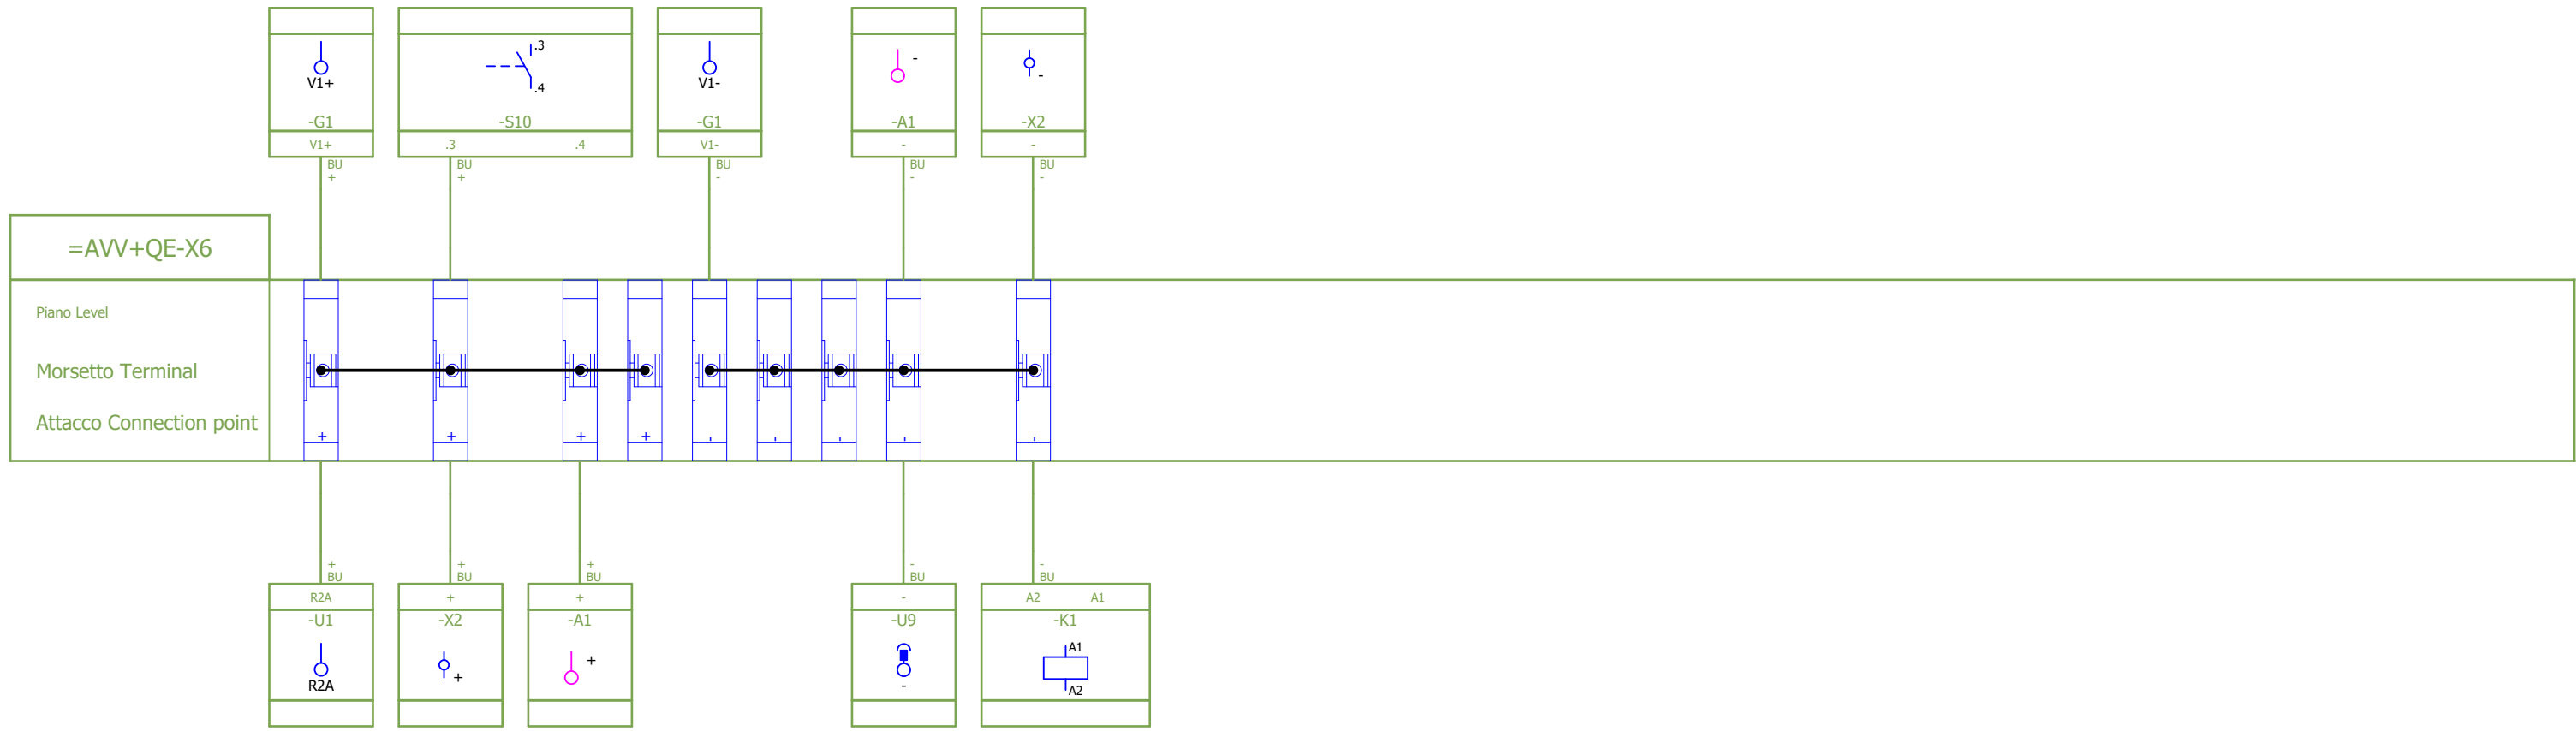 .3
V1+
.4
V1-
-
-
-G1
-S10
-G1
-A1
-X2
V1+
.3
.4
V1-
-
-
BU
BU
BU
BU
BU
+
+
-
-
-
=AVV+QE-X6
Piano Level
Morsetto Terminal
Attacco Connection point
+
+
+
+
-
-
-
-
-
+
+
+
-
-
BU
BU
BU
BU
BU
R2A
+
+
-
A2
A1
-U1
-X2
-A1
-U9
-K1
A1
R2A
+
+
-
A2